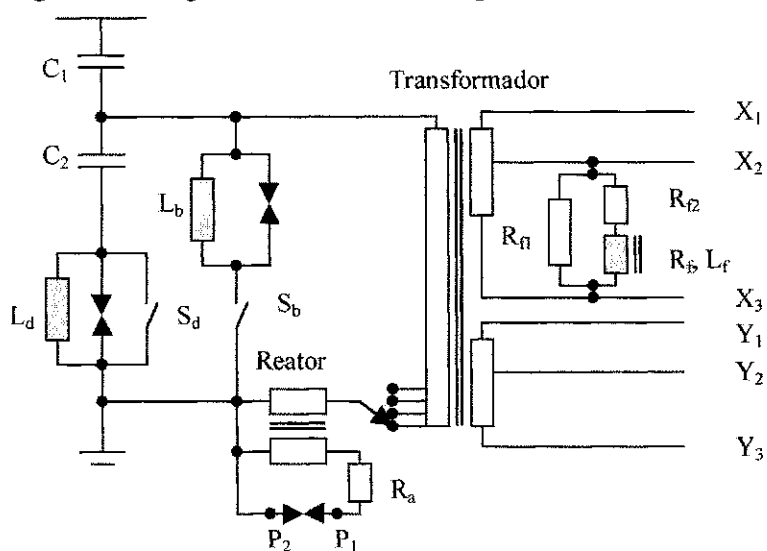 C1
Transformador
X1
C2
X2
Lb
Rf2
Rf1
Rf, Lf
Ld
Sd
Sb
X3
Y1
Reator
Y2
Y3
Ra
P2
P1